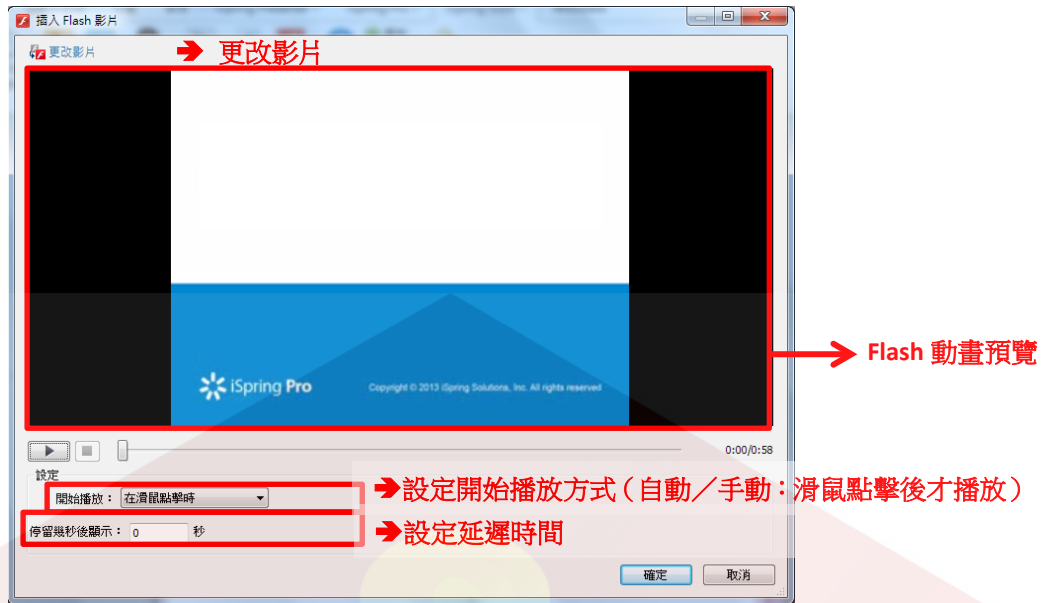 插入 Flash 影片
更改影片
➔ 更改影片
iSpring Pro
Copyright © 2013 iSpring Solutions, Inc. All rights reserved
Flash 動畫預覽
0:00/0:58
設定
開始播放： 在滑鼠點擊時
➔設定開始播放方式（自動／手動：滑鼠點擊後才播放）
停留幾秒後顯示： 0 秒
➔設定延遲時間
確定 取消